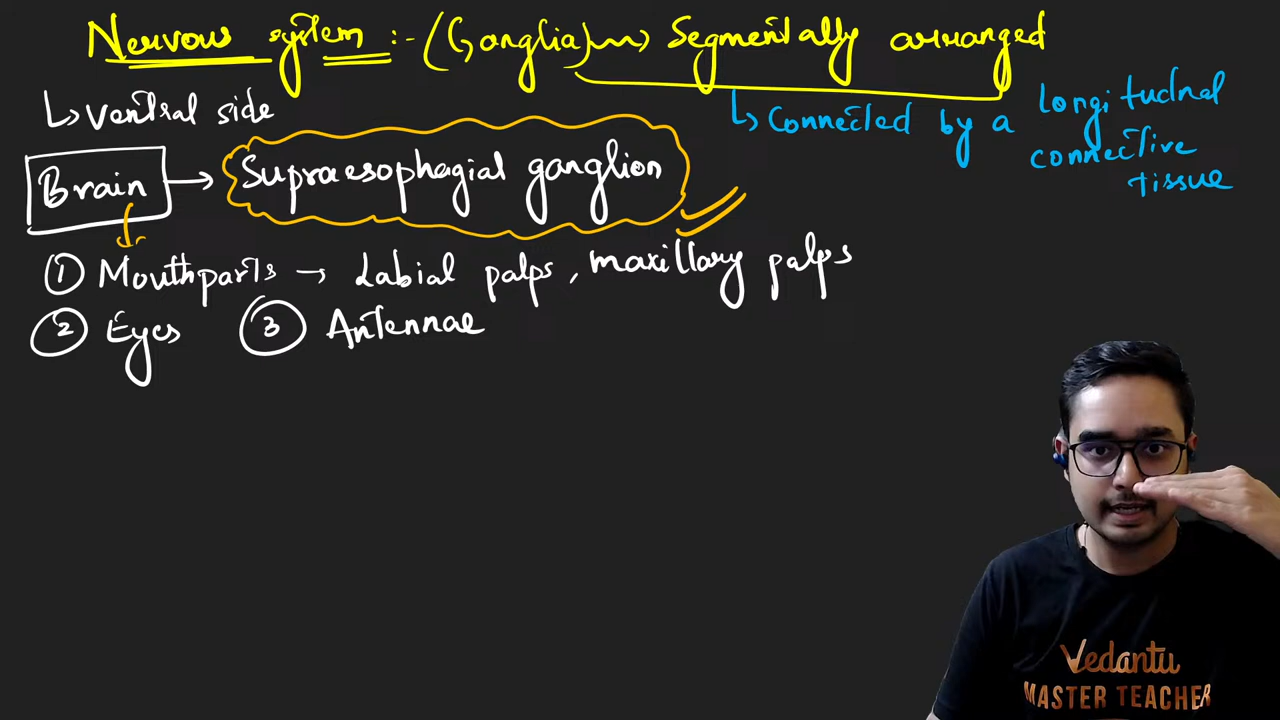 Nervous system :- (Ganglia) → Segmentally arranged
↳ Ventral side
↳ Connected by a longitudnal connective tissue
Brain → Supraesophagial ganglion
① Mouthparts → Labial palps, maxillary palps
② Eyes ③ Antennae
Vedantu
MASTER TEACHER